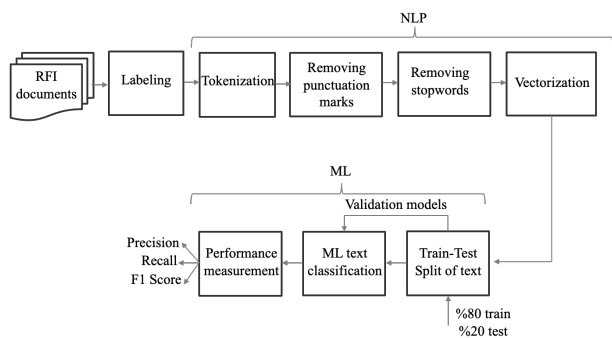 NLP
RFI
documents
Labeling
Tokenization
Removing
punctuation
marks
Removing
stopwords
Vectorization
ML
Validation models
Precision
Recall
F1 Score
Performance
measurement
ML text
classification
Train-Test
Split of text
%80 train
%20 test